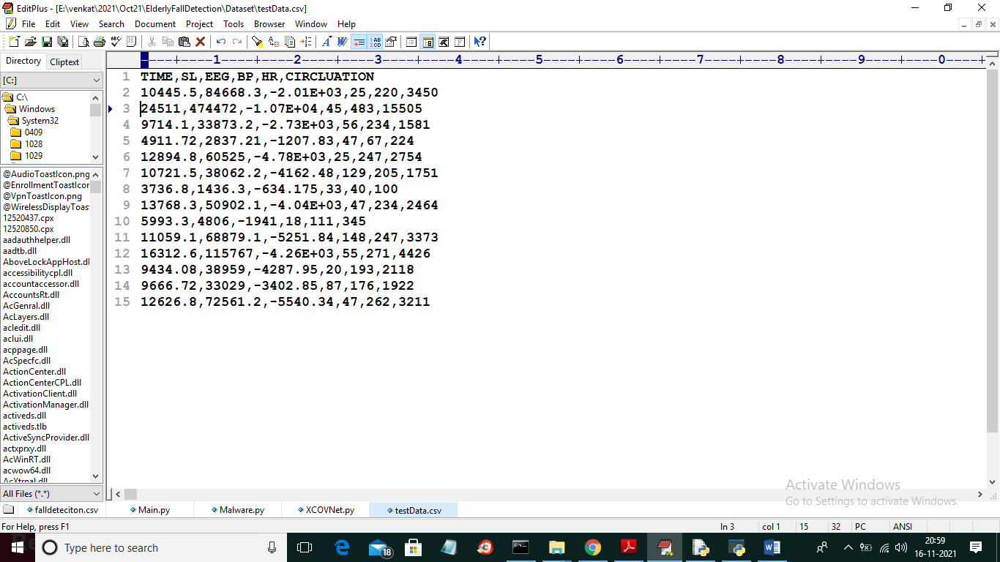 EditPlus - [E:\venkat\2021\Oct21\ElderlyFallDetection\Dataset\testData.csv]
File Edit View Search Document Project Tools Browser Window Help
Directory Cliptext
[C:]
C:\
Windows
System32
0409
1028
1029
@AudioToastIcon.png
@EnrollmentToastIcon
@VpnToastIcon.png
@WirelessDisplayToas
12520437.cpx
12520850.cpx
aadauthhelper.dll
aadtb.dll
AboveLockAppHost.dl
accessibilitycpl.dll
accountaccessor.dll
AccountsRt.dll
AcGenral.dll
AcLayers.dll
acledit.dll
aclui.dll
acppage.dll
AcSpecfc.dll
ActionCenter.dll
ActionCenterCPL.dll
ActivationClient.dll
ActivationManager.dll
activeds.dll
activeds.tlb
ActiveSyncProvider.dll
actxprxy.dll
AcWinRT.dll
acwow64.dll
AcXtrnal.dll
All Files (*.*)
----+----1----+----2----+----3----+----4----+----5----+----6----+----7----+----8----+----9----+----0----+
1 TIME,SL,EEG,BP,HR,CIRCLUATION
2 10445.5,84668.3,-2.01E+03,25,220,3450
3 24511,474472,-1.07E+04,45,483,15505
4 9714.1,33873.2,-2.73E+03,56,234,1581
5 4911.72,2837.21,-1207.83,47,67,224
6 12894.8,60525,-4.78E+03,25,247,2754
7 10721.5,38062.2,-4162.48,129,205,1751
8 3736.8,1436.3,-634.175,33,40,100
9 13768.3,50902.1,-4.04E+03,47,234,2464
10 5993.3,4806,-1941,18,111,345
11 11059.1,68879.1,-5251.84,148,247,3373
12 16312.6,115767,-4.26E+03,55,271,4426
13 9434.08,38959,-4287.95,20,193,2118
14 9666.72,33029,-3402.85,87,176,1922
15 12626.8,72561.2,-5540.34,47,262,3211
Activate Windows
Go to Settings to activate Windows.
falldeteciton.csv Main.py Malware.py XCOVNet.py testData.csv
For Help, press F1 ln 3 col 1 15 32 PC ANSI
Type here to search
18
20:59
16-11-2021